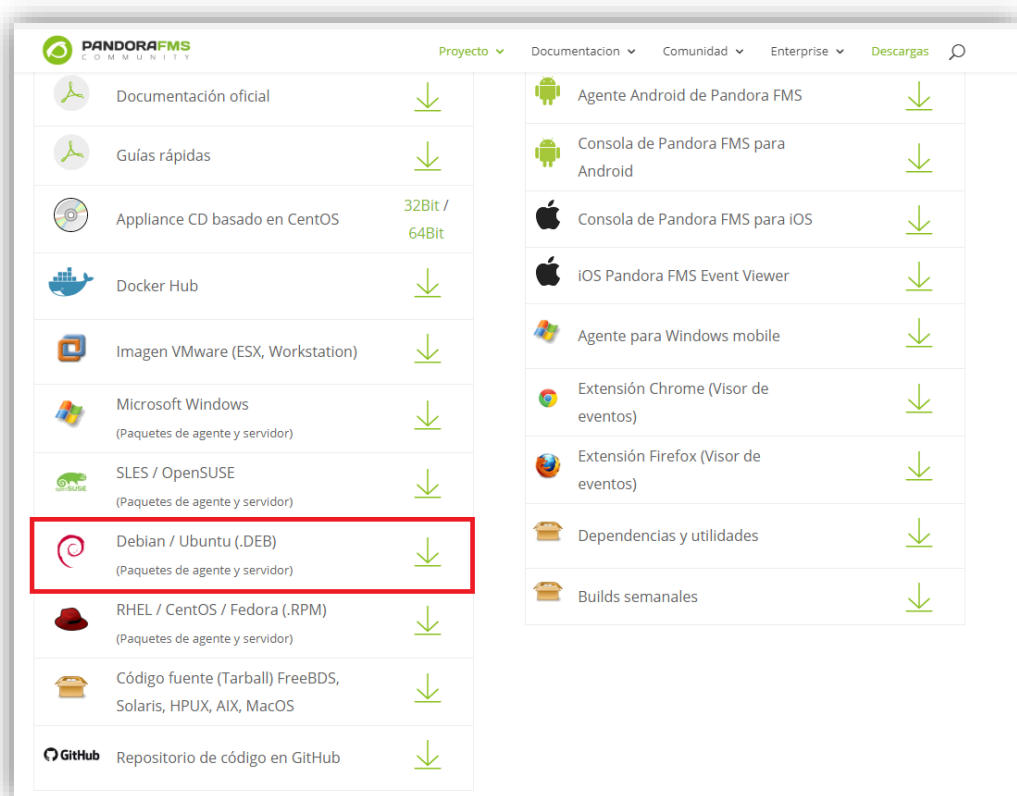 PANDORAFMS
COMMUNITY
Proyecto
Documentacion
Comunidad
Enterprise
Descargas
Documentación oficial
Guías rápidas
Appliance CD basado en CentOS
32Bit /
64Bit
Docker Hub
Imagen VMware (ESX, Workstation)
Microsoft Windows
(Paquetes de agente y servidor)
openSUSE
SLES / OpenSUSE
(Paquetes de agente y servidor)
Debian / Ubuntu (.DEB)
(Paquetes de agente y servidor)
RHEL / CentOS / Fedora (.RPM)
(Paquetes de agente y servidor)
Código fuente (Tarball) FreeBDS,
Solaris, HPUX, AIX, MacOS
GitHub
Repositorio de código en GitHub
Agente Android de Pandora FMS
Consola de Pandora FMS para
Android
Consola de Pandora FMS para iOS
iOS Pandora FMS Event Viewer
Agente para Windows mobile
Extensión Chrome (Visor de
eventos)
Extensión Firefox (Visor de
eventos)
Dependencias y utilidades
Builds semanales